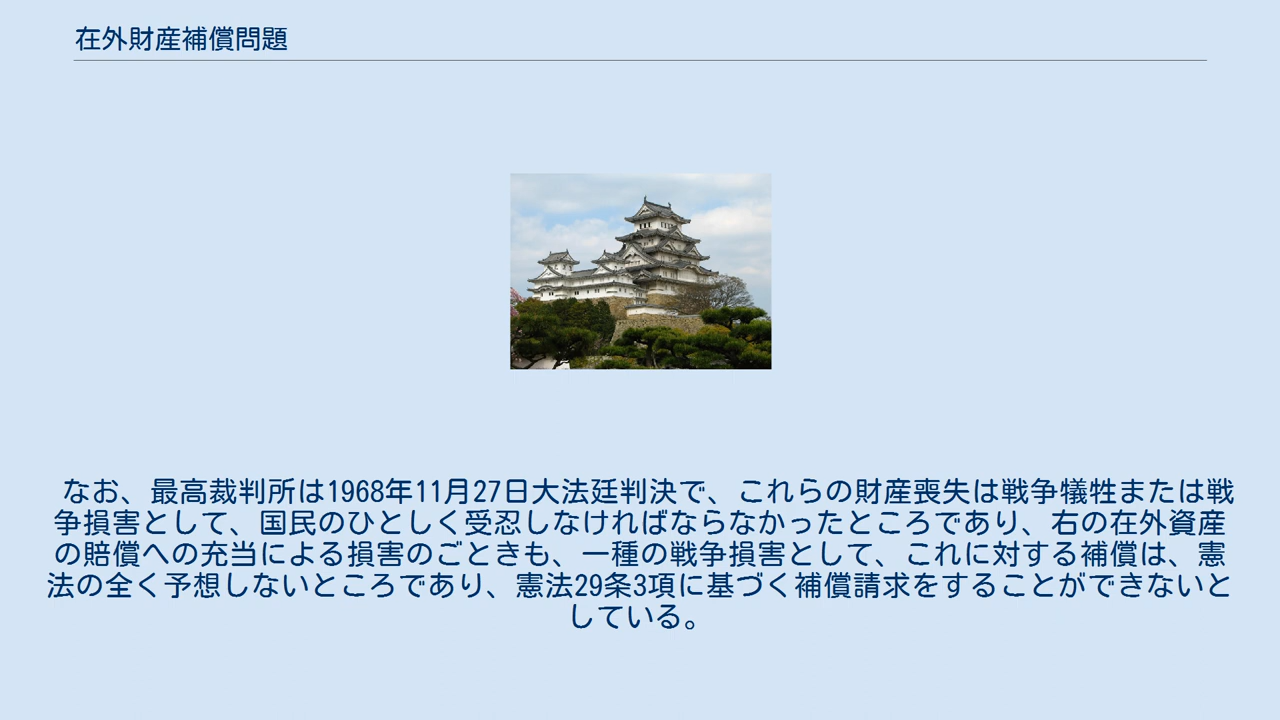 在外財産補償問題
なお、最高裁判所は1968年11月27日大法廷判決で、これらの財産喪失は戦争犠牲または戦
争損害として、国民のひとしく受忍しなければならなかったところであり、右の在外資産
の賠償への充当による損害のごときも、一種の戦争損害として、これに対する補償は、憲
法の全く予想しないところであり、憲法29条3項に基づく補償請求をすることができないと
している。